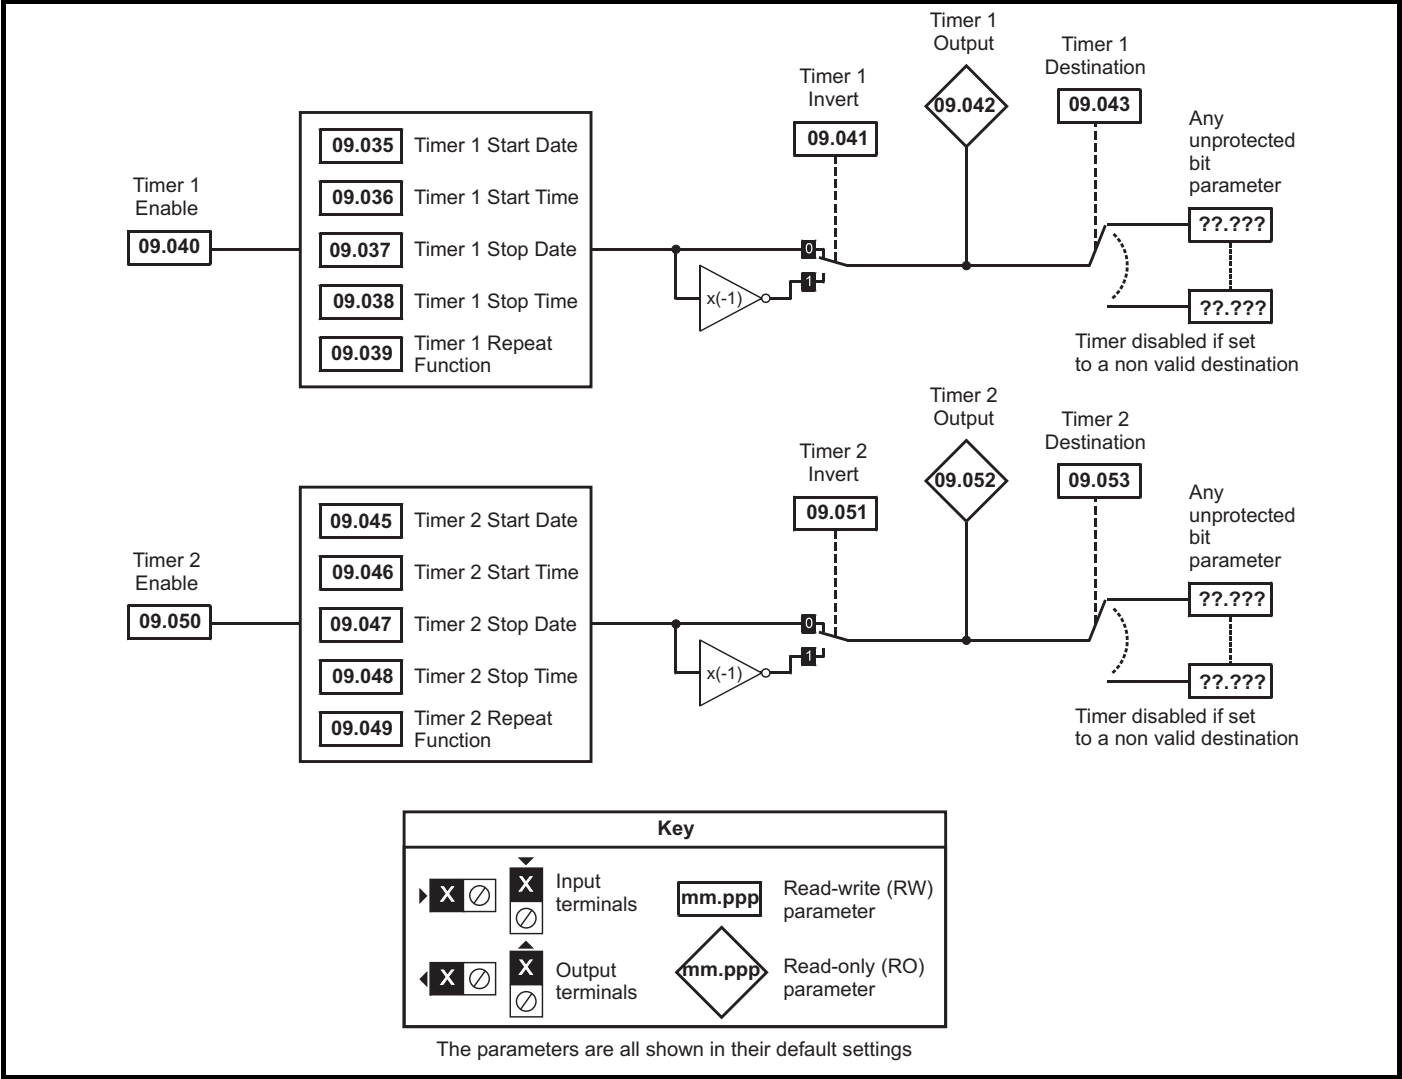 Timer 1
Enable
09.040
09.035 Timer 1 Start Date
09.036 Timer 1 Start Time
09.037 Timer 1 Stop Date
09.038 Timer 1 Stop Time
09.039 Timer 1 Repeat
Function
x(-1)
0
1
Timer 1
Invert
09.041
Timer 1
Output
09.042
Timer 1
Destination
09.043
Any
unprotected
bit
parameter
??.???
??.???
Timer disabled if set
to a non valid destination
Timer 2
Enable
09.050
09.045 Timer 2 Start Date
09.046 Timer 2 Start Time
09.047 Timer 2 Stop Date
09.048 Timer 2 Stop Time
09.049 Timer 2 Repeat
Function
x(-1)
0
1
Timer 2
Invert
09.051
Timer 2
Output
09.052
Timer 2
Destination
09.053
Any
unprotected
bit
parameter
??.???
??.???
Timer disabled if set
to a non valid destination
Key
X X Input
terminals
mm.ppp Read-write (RW)
parameter
X X Output
terminals
mm.ppp Read-only (RO)
parameter
The parameters are all shown in their default settings